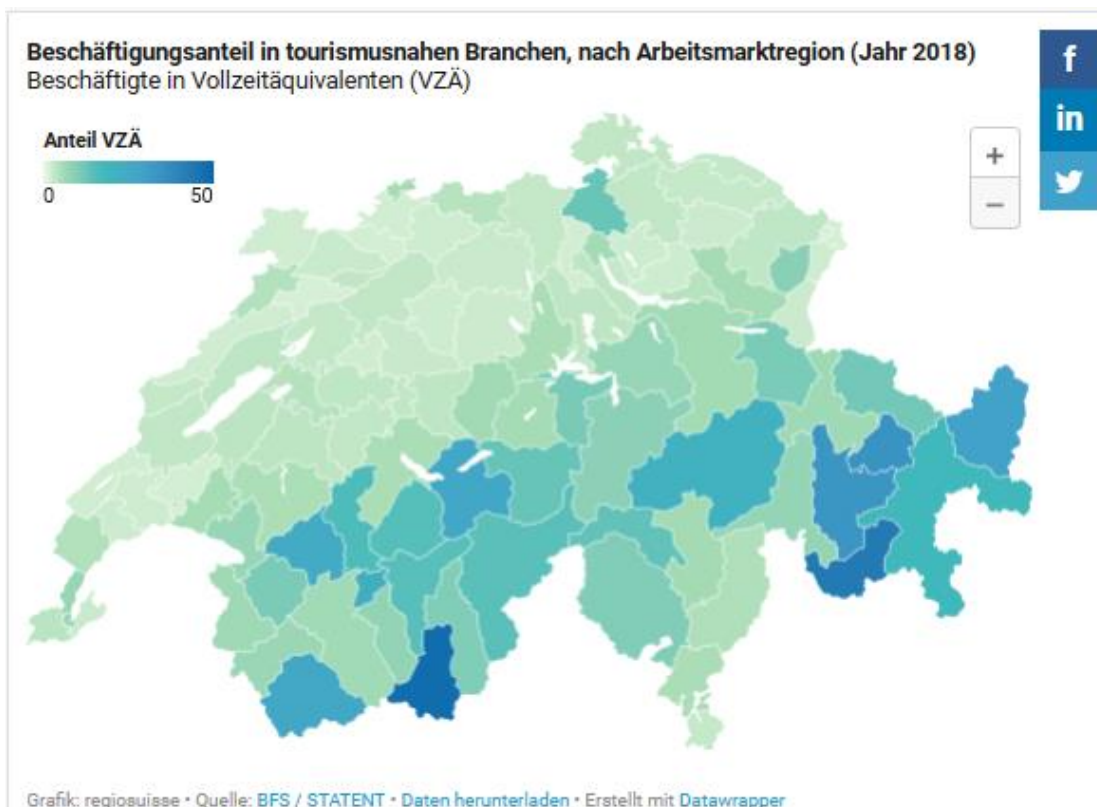 Beschäftigungsanteil in tourismusnahen Branchen, nach Arbeitsmarktregion (Jahr 2018)
Beschäftigte in Vollzeitäquivalenten (VZÄ)
Anteil VZÄ
0 50
+
−
f
in
Grafik: regiosuisse • Quelle: BFS / STATENT • Daten herunterladen • Erstellt mit Datawrapper